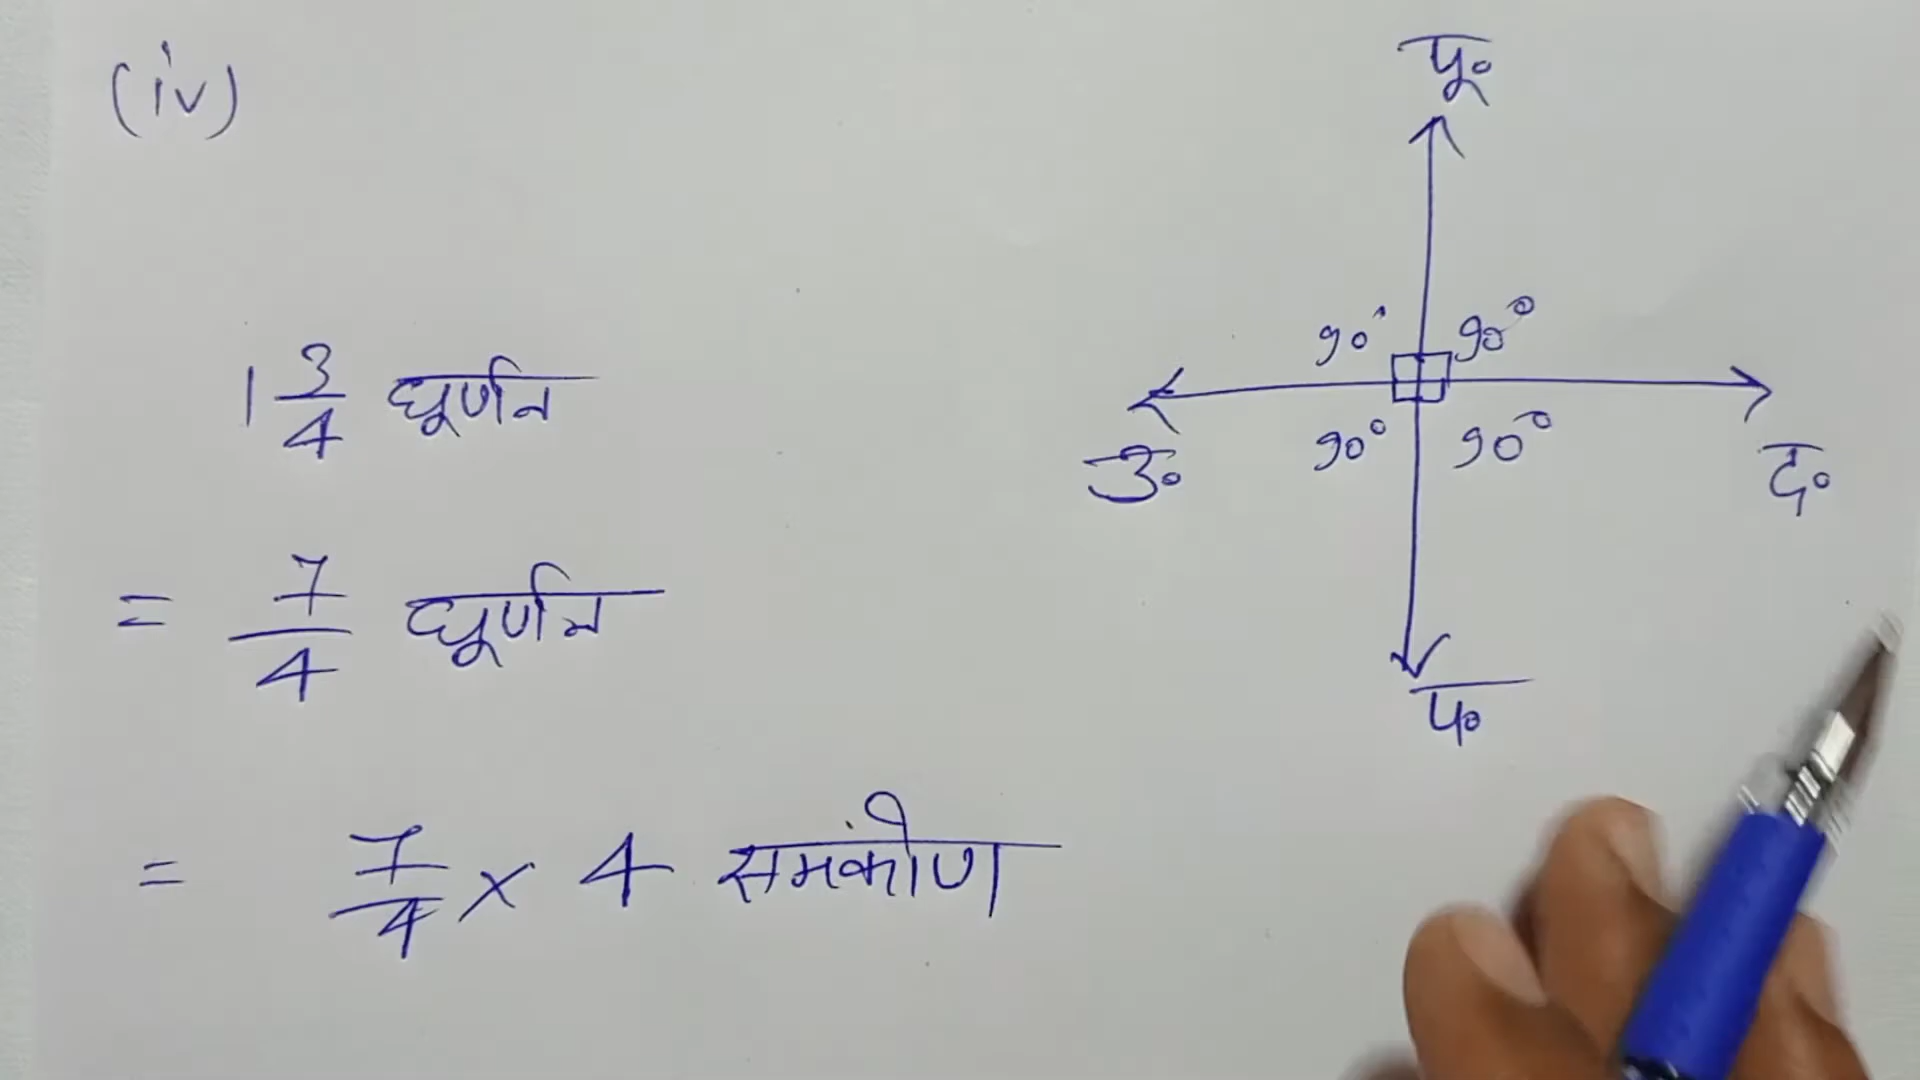 (iv)
1 3/4 घूर्णन
= 7/4 घूर्णन
= 7/4 × 4 समकोण
पू०
90° 90°
उ० द०
90° 90°
प०